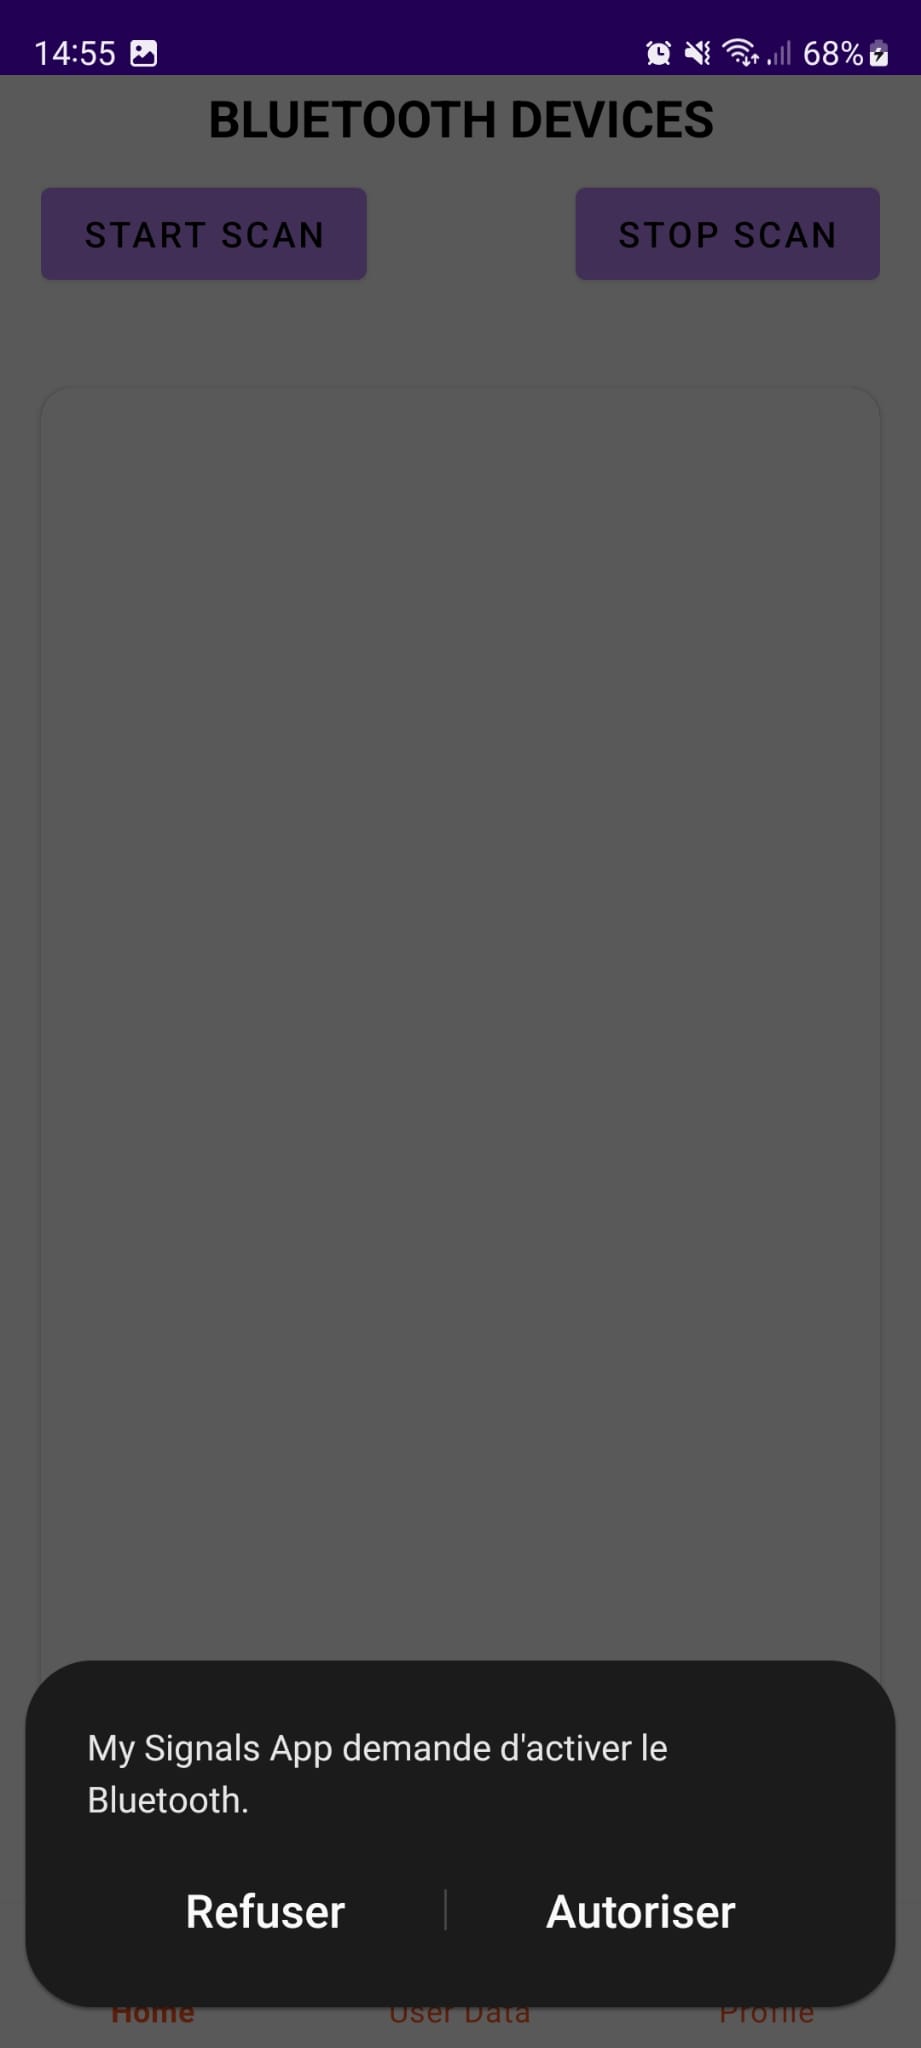 14:55
68%
BLUETOOTH DEVICES
START SCAN
STOP SCAN
My Signals App demande d'activer le
Bluetooth.
Refuser
Autoriser
Home
User Data
Profile